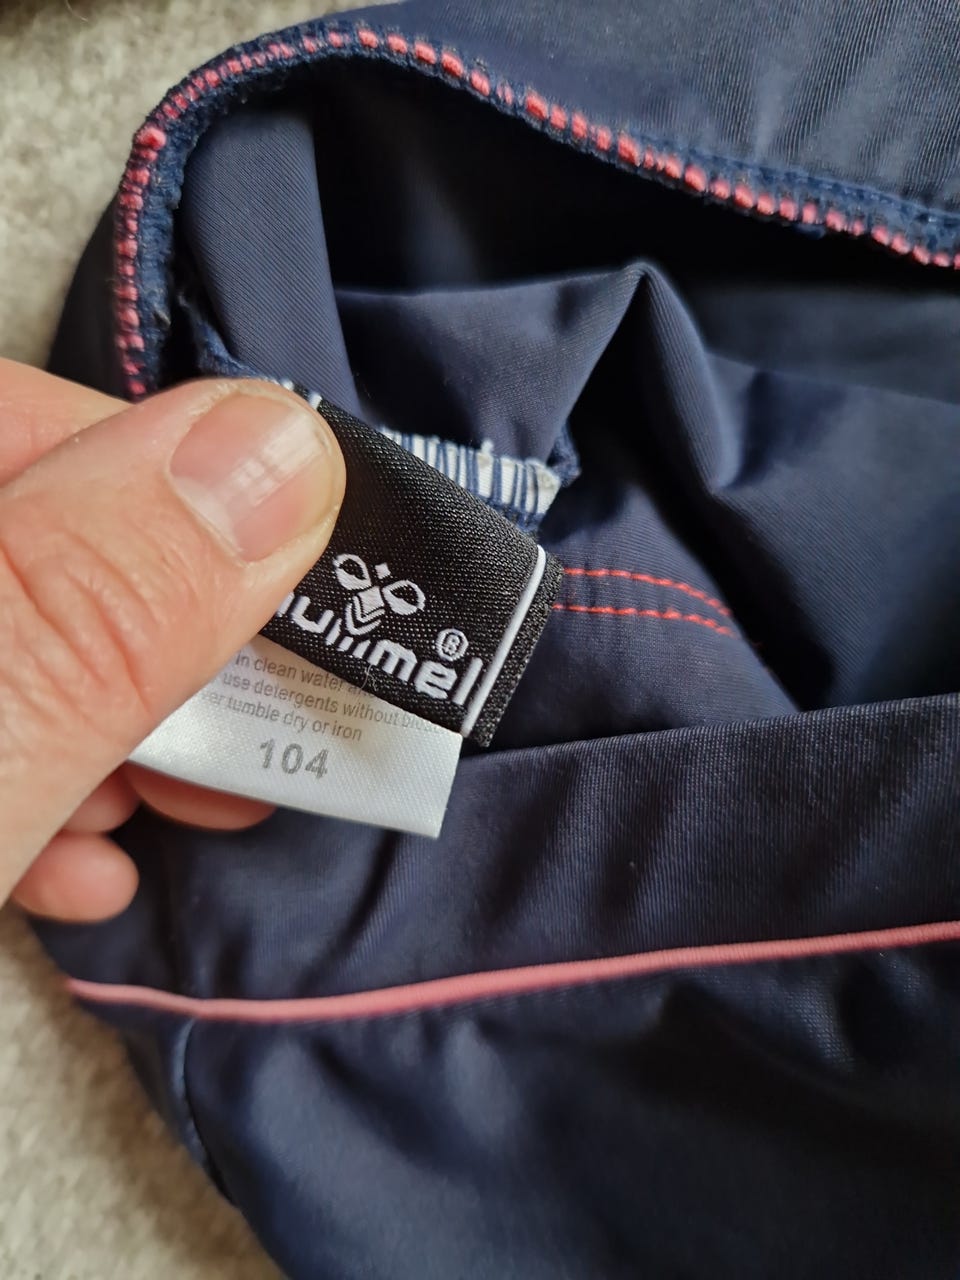 hummel®
in clean water
use detergents without
tumble dry or iron
104